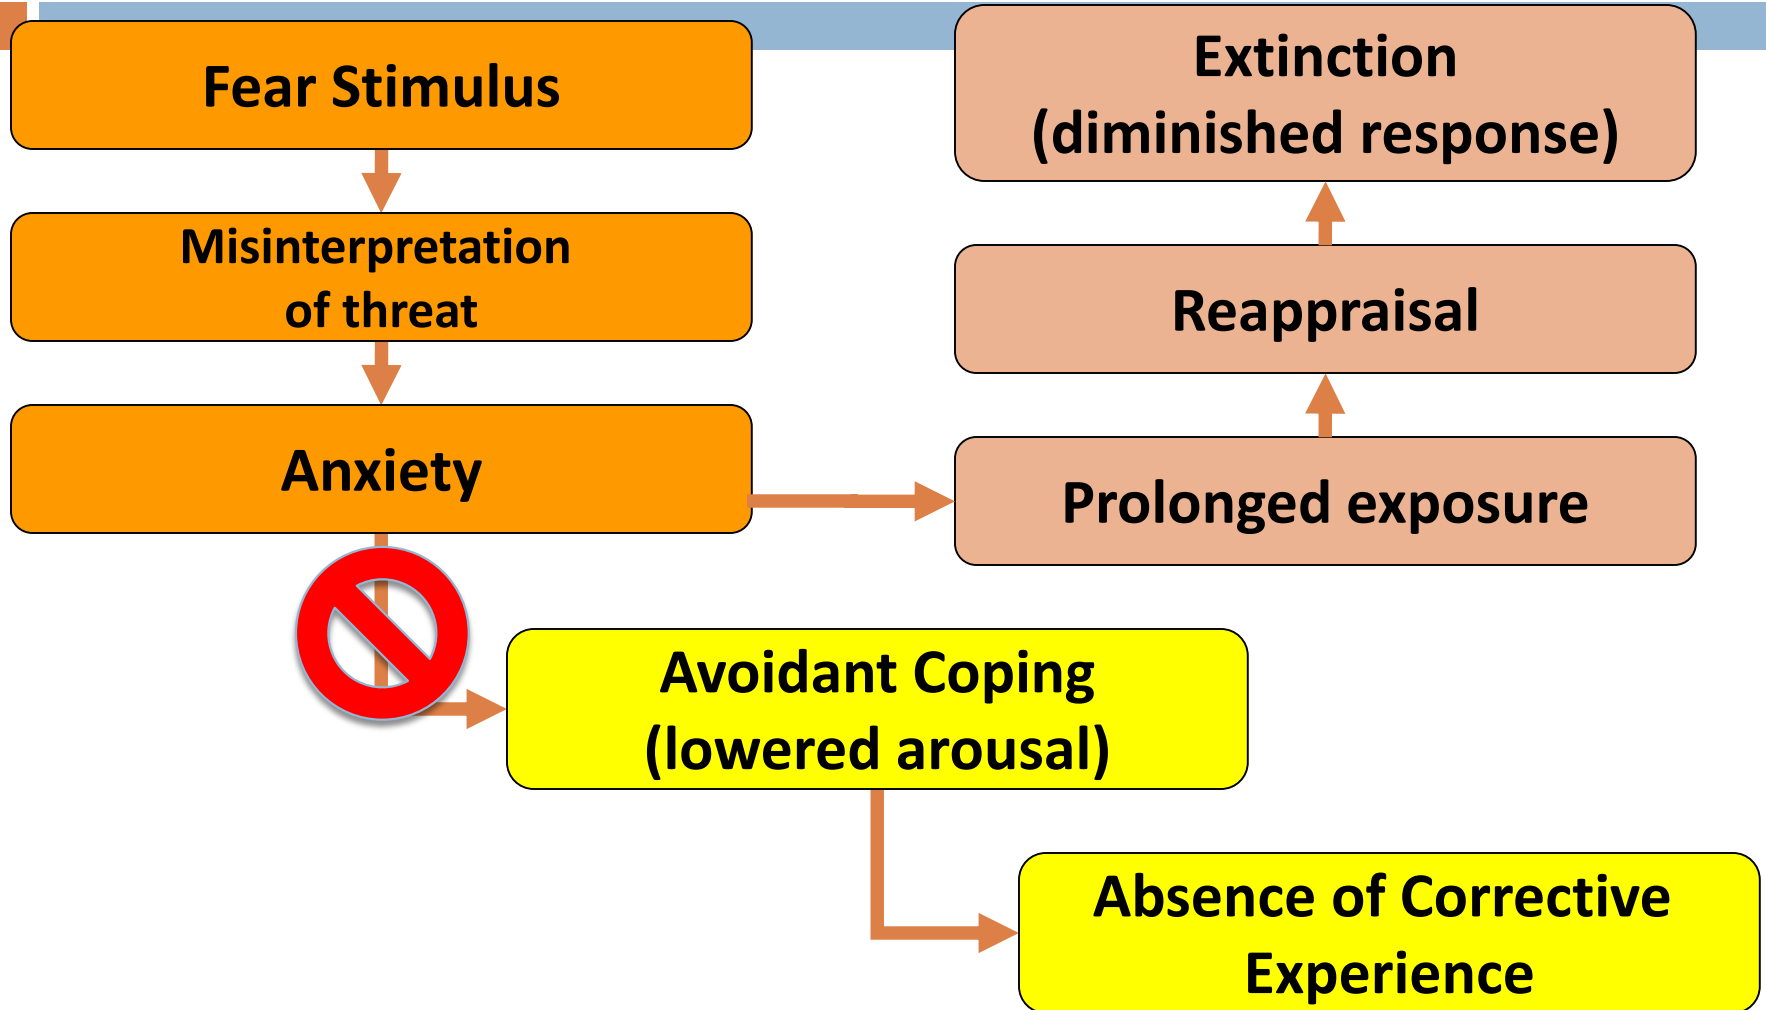 Fear Stimulus
Misinterpretation
of threat
Anxiety
Extinction
(diminished response)
Reappraisal
Prolonged exposure
Avoidant Coping
(lowered arousal)
Absence of Corrective
Experience